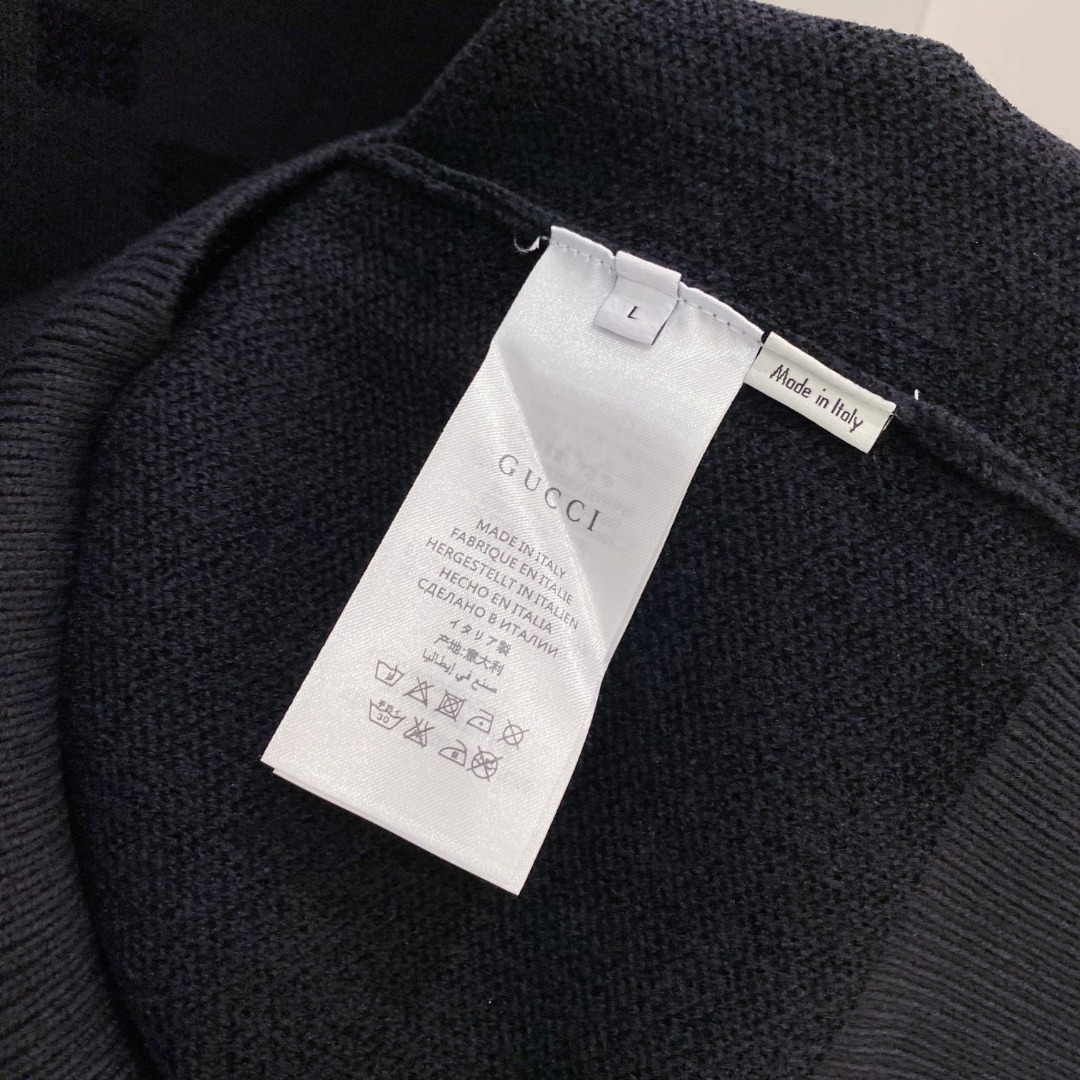 L
Made in Italy
GUCCI
MADE IN ITALY
FABRIQUE EN ITALIE
HERGESTELLT IN ITALIEN
HECHO EN ITALIA
СДЕЛАНО В ИТАЛИИ
イタリア製
产地:意大利
صنع في إيطاليا
30